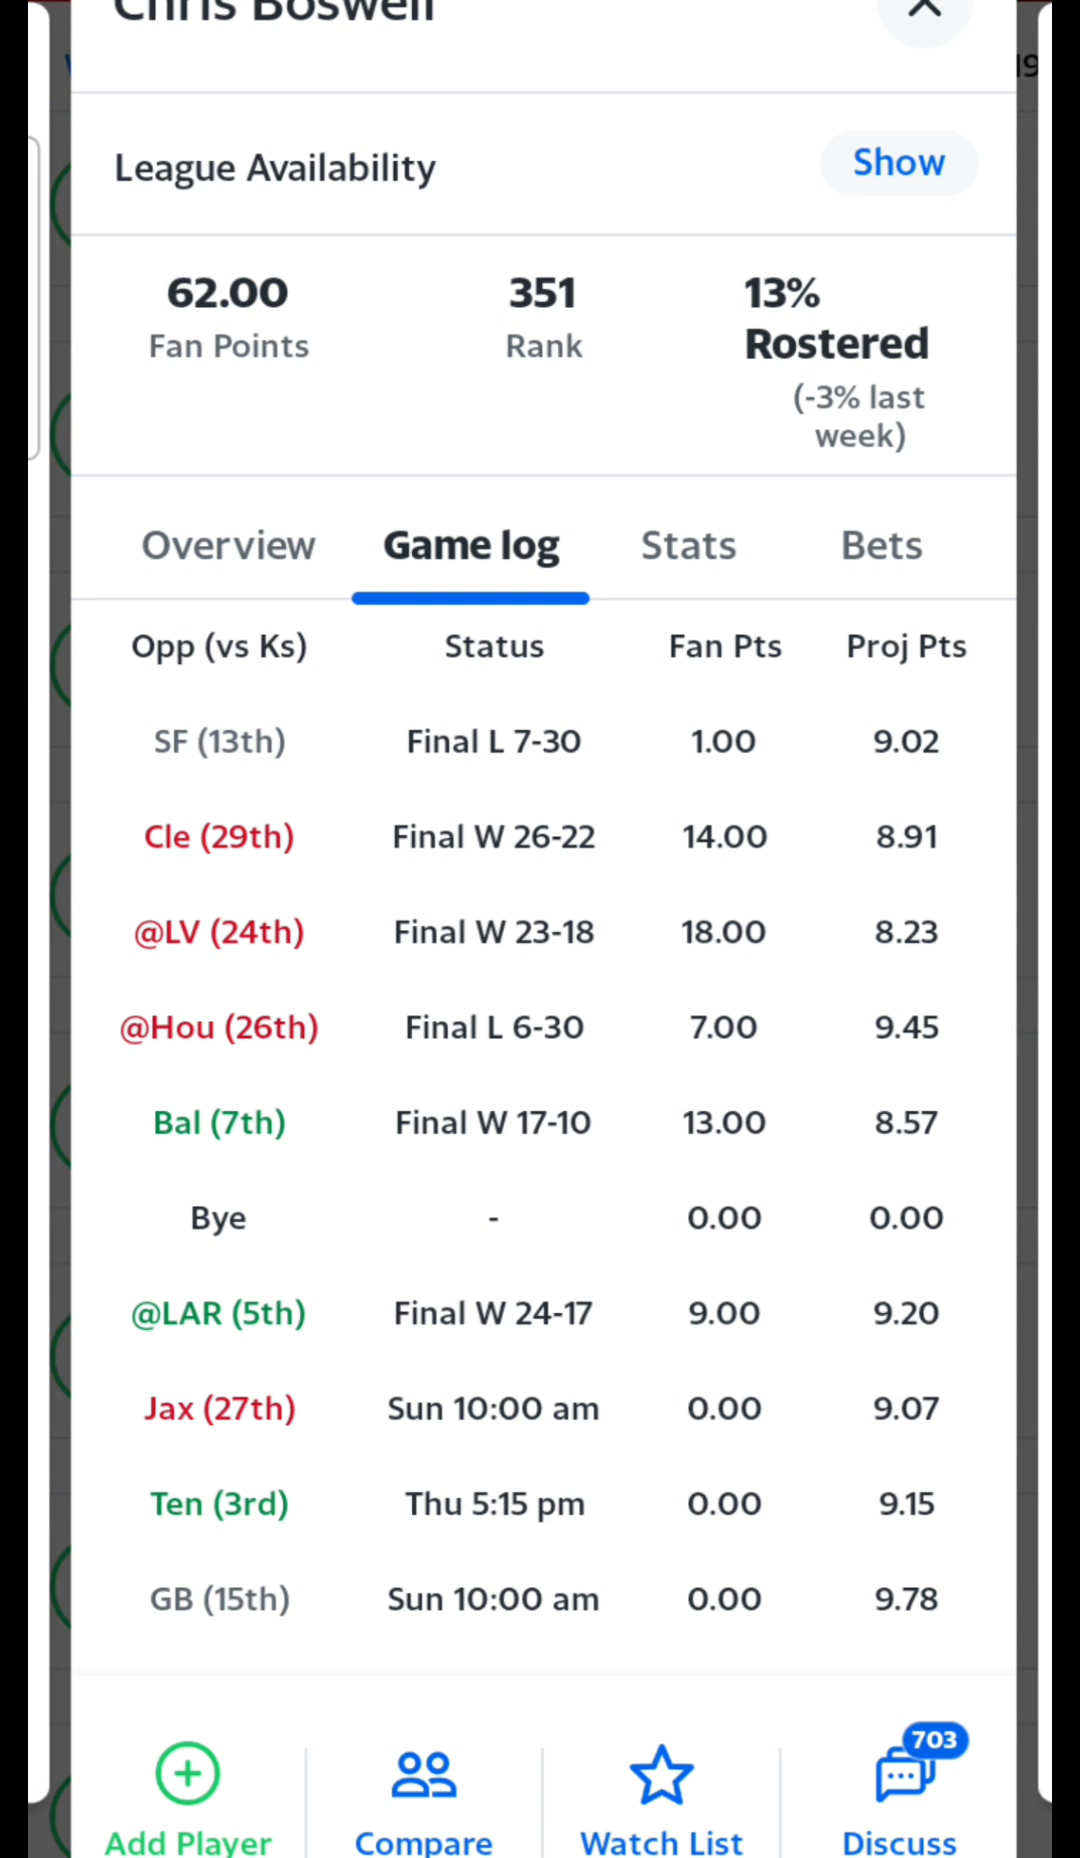 Chris Boswell
19
League Availability
Show
62.00 351 13%
Fan Points Rank Rostered
(-3% last
week)
Overview Game log Stats Bets
Opp (vs Ks) Status Fan Pts Proj Pts
SF (13th) Final L 7-30 1.00 9.02
Cle (29th) Final W 26-22 14.00 8.91
@LV (24th) Final W 23-18 18.00 8.23
@Hou (26th) Final L 6-30 7.00 9.45
Bal (7th) Final W 17-10 13.00 8.57
Bye - 0.00 0.00
@LAR (5th) Final W 24-17 9.00 9.20
Jax (27th) Sun 10:00 am 0.00 9.07
Ten (3rd) Thu 5:15 pm 0.00 9.15
GB (15th) Sun 10:00 am 0.00 9.78
703
Add Player Compare Watch List Discuss